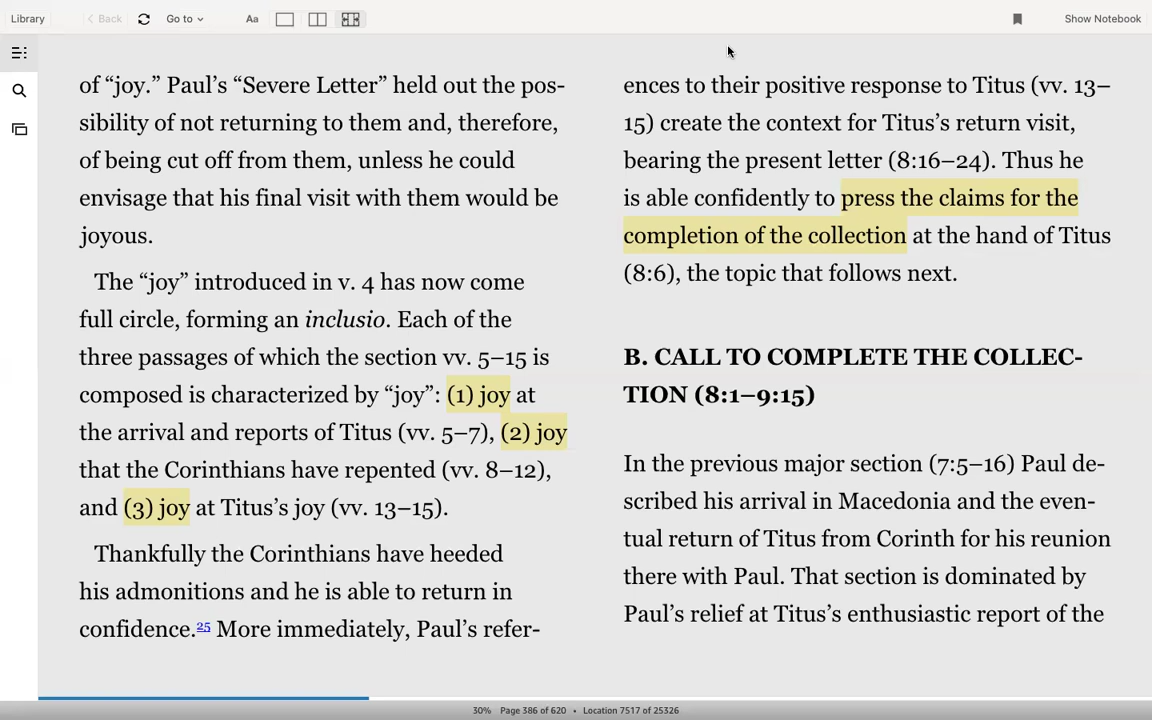 Library
Back
Go to
Aa
Show Notebook
of “joy.” Paul’s “Severe Letter” held out the pos-
sibility of not returning to them and, therefore,
of being cut off from them, unless he could
envisage that his final visit with them would be
joyous.
The “joy” introduced in v. 4 has now come
full circle, forming an inclusio. Each of the
three passages of which the section vv. 5–15 is
composed is characterized by “joy”: (1) joy at
the arrival and reports of Titus (vv. 5–7), (2) joy
that the Corinthians have repented (vv. 8–12),
and (3) joy at Titus’s joy (vv. 13–15).
Thankfully the Corinthians have heeded
his admonitions and he is able to return in
confidence.25 More immediately, Paul’s refer-
ences to their positive response to Titus (vv. 13–
15) create the context for Titus’s return visit,
bearing the present letter (8:16–24). Thus he
is able confidently to press the claims for the
completion of the collection at the hand of Titus
(8:6), the topic that follows next.
B. CALL TO COMPLETE THE COLLEC-
TION (8:1–9:15)
In the previous major section (7:5–16) Paul de-
scribed his arrival in Macedonia and the even-
tual return of Titus from Corinth for his reunion
there with Paul. That section is dominated by
Paul’s relief at Titus’s enthusiastic report of the
30% Page 386 of 620 • Location 7517 of 25326